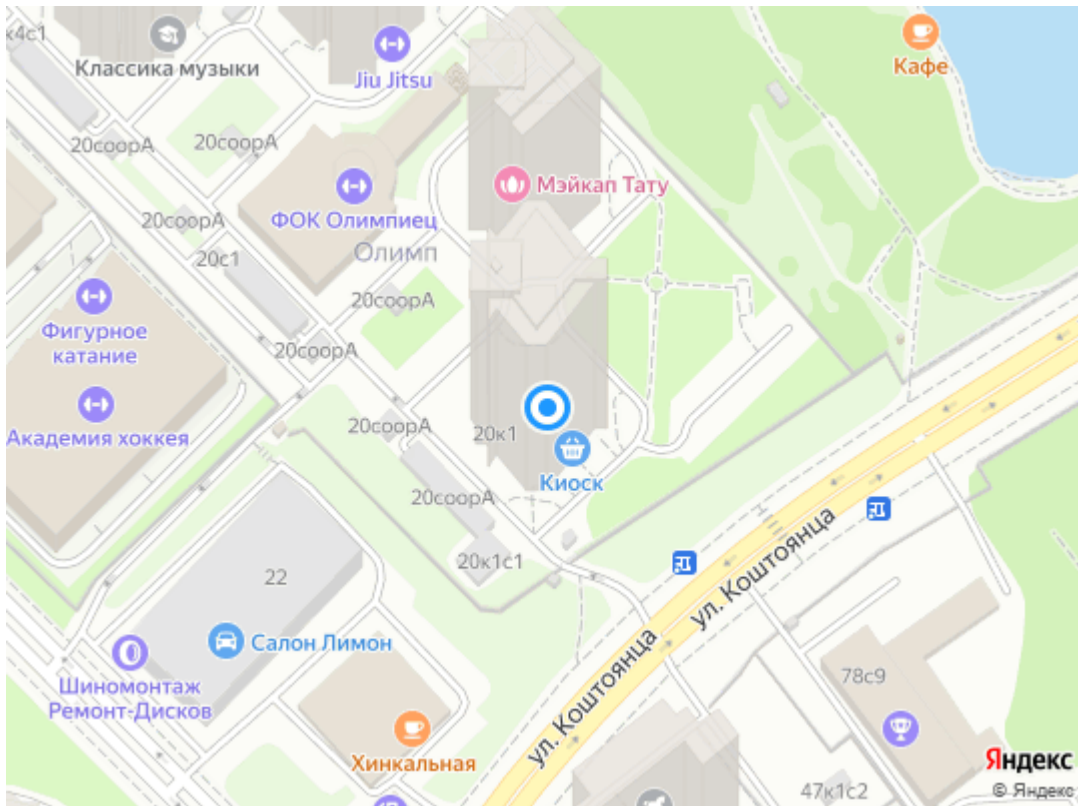 к4с1
Классика музыки
Jiu Jitsu
Кафе
20соорА
20соорА
Мэйкап Тату
20соорА
ФОК Олимпиец
Олимп
20с1
20соорА
Фигурное
катание
20соорА
Академия хоккея
20соорА
20к1
Киоск
20соорА
20к1с1
ул. Коштоянца
22
Салон Лимон
ул. Коштоянца
Шиномонтаж
Ремонт-Дисков
78с9
Хинкальная
Яндекс
47к1с2
© Яндекс